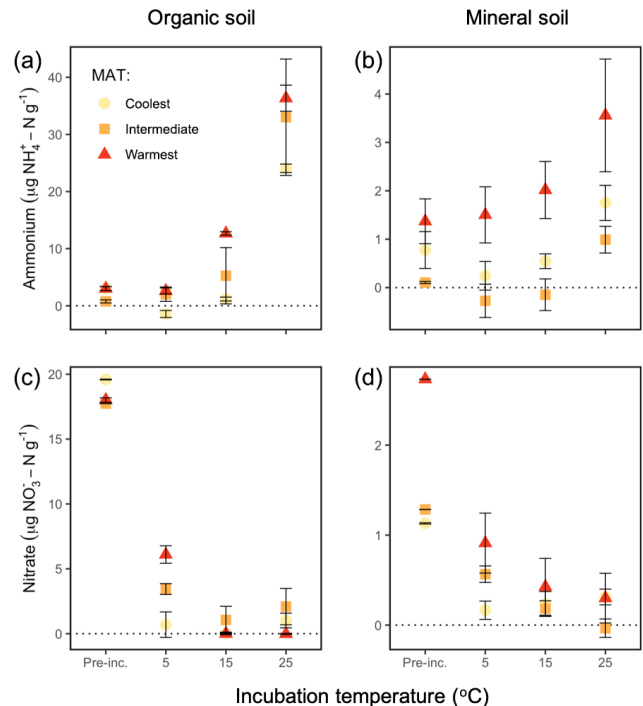 Organic soil
Mineral soil
(a)
(b)
MAT:
Coolest
Intermediate
Warmest
Ammonium (µg NH₄⁺ – N g⁻¹)
40
30
20
10
0
4
3
2
1
0
(c)
(d)
Nitrate (µg NO₃⁻ – N g⁻¹)
20
15
10
5
0
2
1
0
Pre-inc.
5
15
25
Pre-inc.
5
15
25
Incubation temperature (°C)